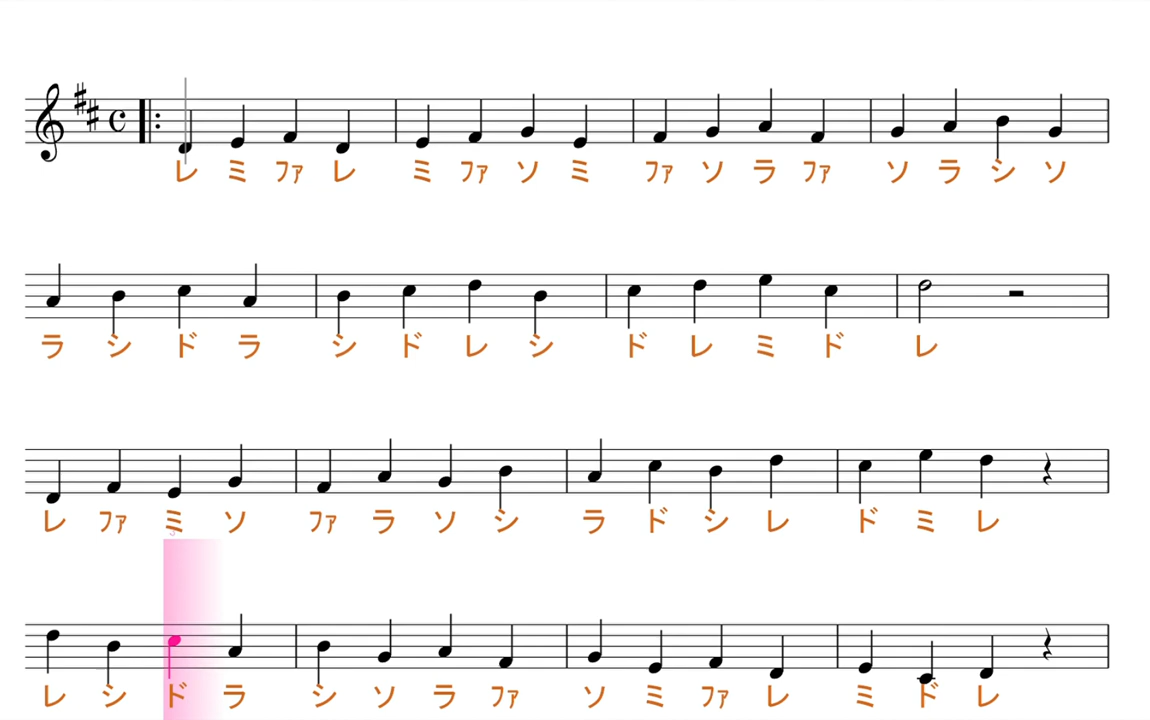 レ ミ ファ レ ミ ファ ソ ミ ファ ソ ラ ファ ソ ラ シ ソ
ラ シ ド ラ シ ド レ シ ド レ ミ ド レ
レ ファ ミ ソ ファ ラ ソ シ ラ ド シ レ ド ミ レ
レ シ ド ラ シ ソ ラ ファ ソ ミ ファ レ ミ ド レ